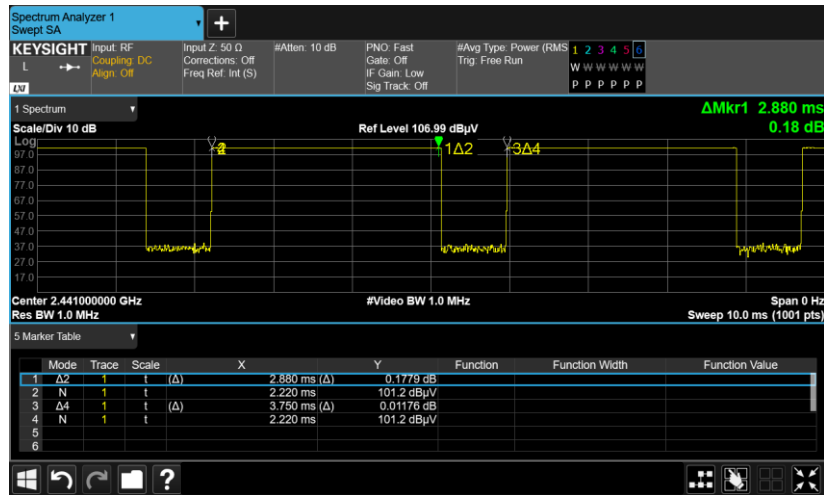 Spectrum Analyzer 1
Swept SA
+
KEYSIGHT Input: RF Input Z: 50 Ω #Atten: 10 dB PNO: Fast #Avg Type: Power (RMS 1 2 3 4 5 6
L Coupling: DC Corrections: Off Gate: Off Trig: Free Run W W W W W W
Align: Off Freq Ref: Int (S) IF Gain: Low
LXI Sig Track: Off P P P P P P
1 Spectrum ΔMkr1 2.880 ms
Scale/Div 10 dB Ref Level 106.99 dBµV 0.18 dB
Log
1Δ2 3Δ4
97.0
87.0
77.0
67.0
57.0
47.0
37.0
27.0
17.0
Center 2.441000000 GHz #Video BW 1.0 MHz Span 0 Hz
Res BW 1.0 MHz Sweep 10.0 ms (1001 pts)
5 Marker Table
Mode Trace Scale X Y Function Function Width Function Value
1 Δ2 1 t (Δ) 2.880 ms (Δ) 0.1779 dB
2 N 1 t 2.220 ms 101.2 dBµV
3 Δ4 1 t (Δ) 3.750 ms (Δ) 0.01176 dB
4 N 1 t 2.220 ms 101.2 dBµV
5
6
?